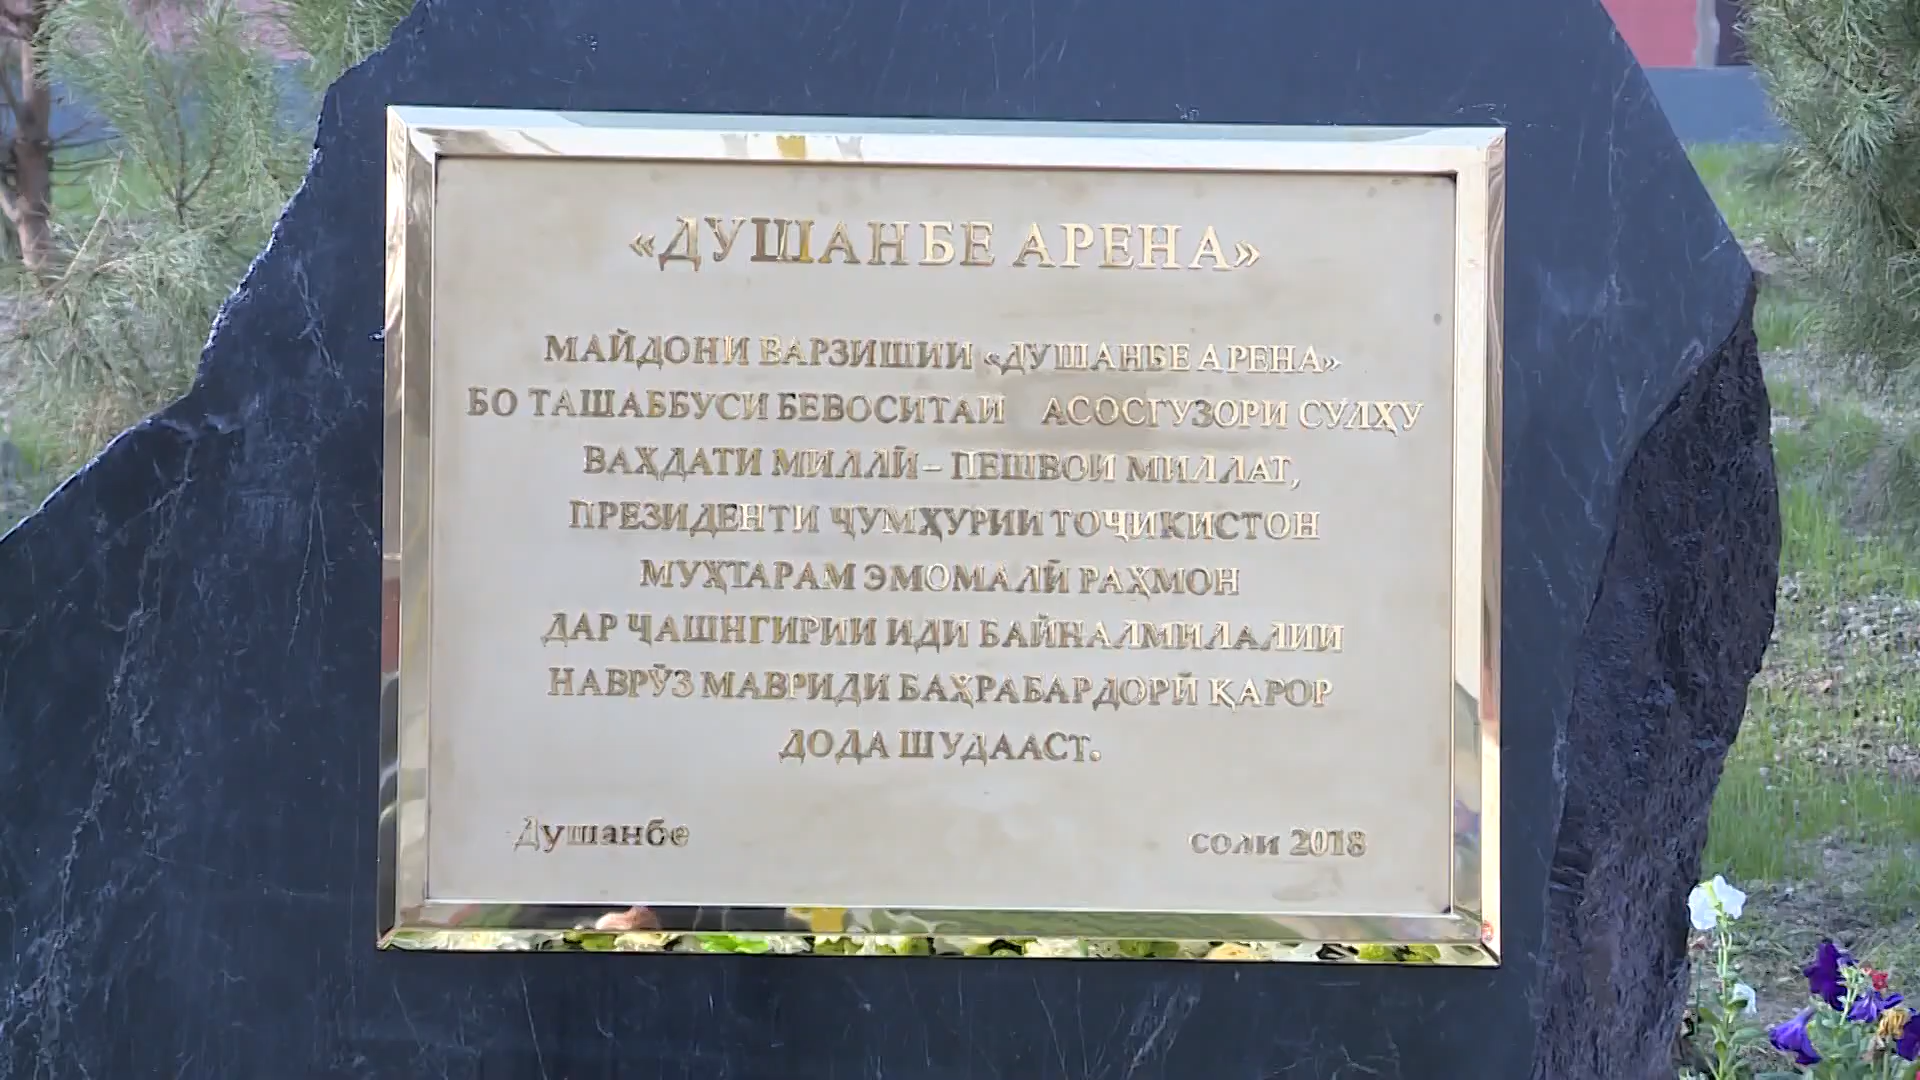 «ДУШАНБЕ АРЕНА»
МАЙДОНИ ВАРЗИШИИ «ДУШАНБЕ АРЕНА»
БО ТАШАББУСИ БЕВОСИТАИ АСОСГУЗОРИ СУЛҲУ
ВАҲДАТИ МИЛЛӢ – ПЕШВОИ МИЛЛАТ,
ПРЕЗИДЕНТИ ҶУМҲУРИИ ТОҶИКИСТОН
МУҲТАРАМ ЭМОМАЛӢ РАҲМОН
ДАР ҶАШНГИРИИ ИДИ БАЙНАЛМИЛАЛИИ
НАВРӮЗ МАВРИДИ БАҲРАБАРДОРӢ ҚАРОР
ДОДА ШУДААСТ.
Душанбе соли 2018